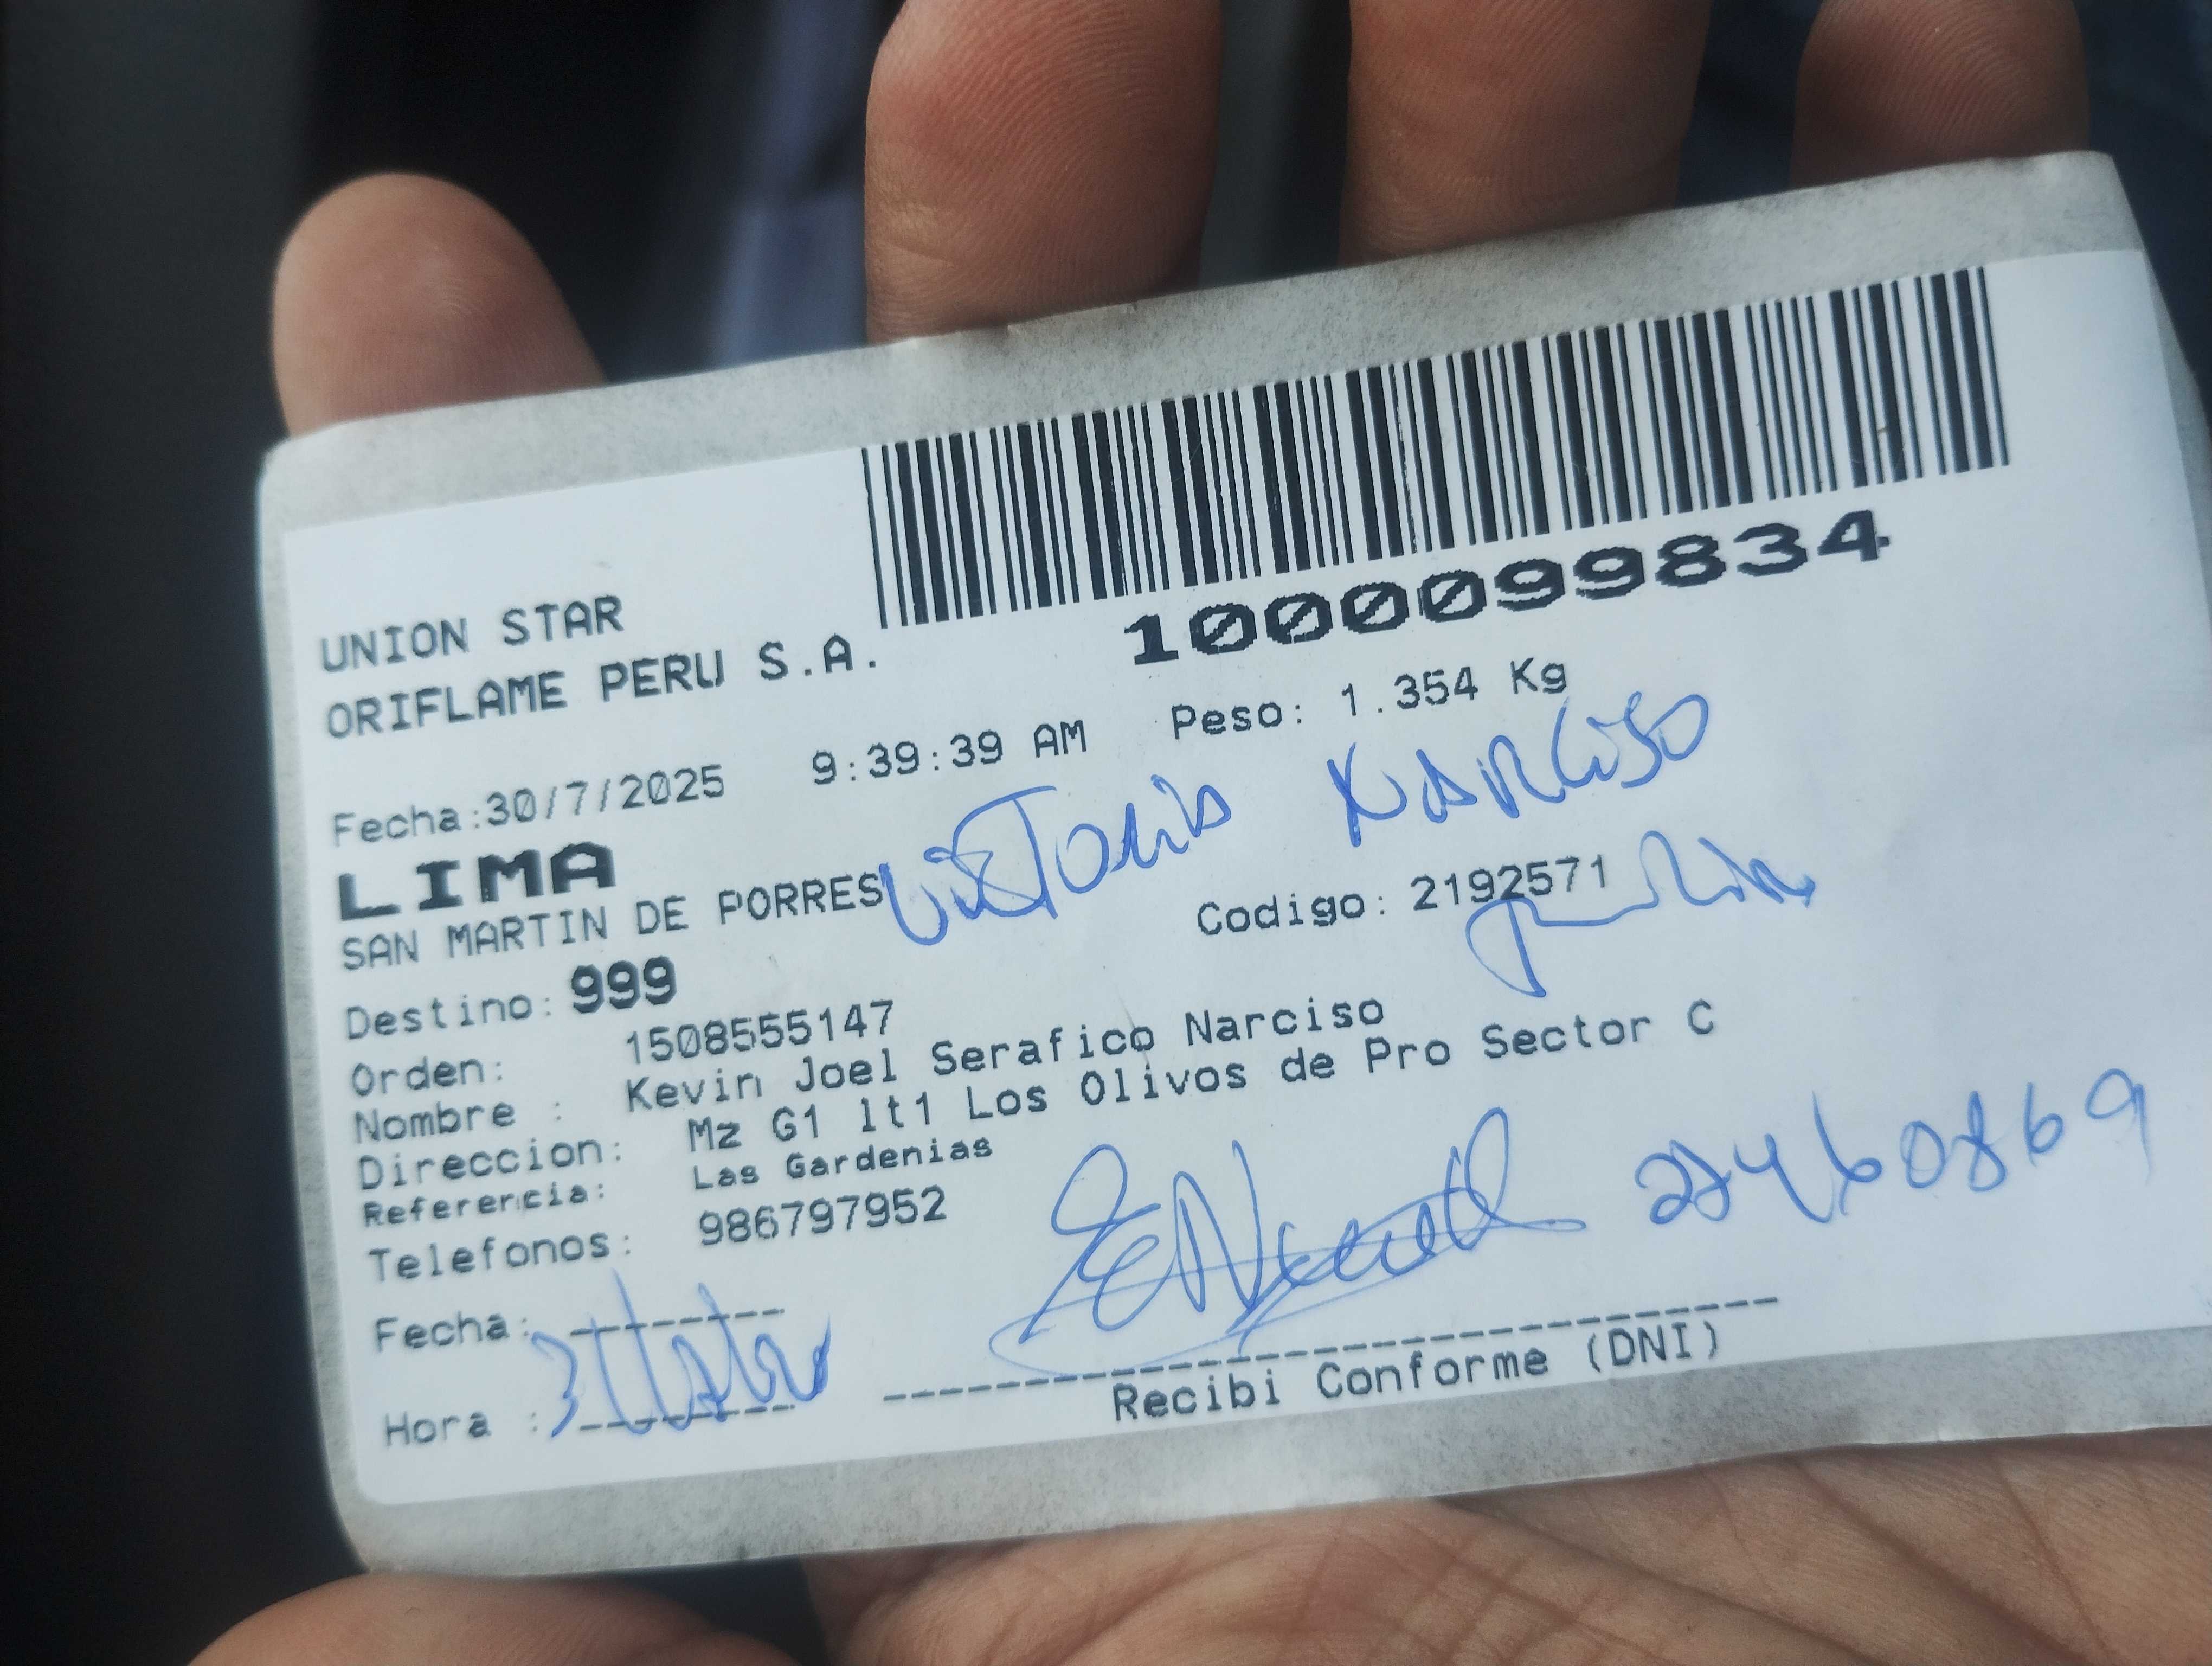 1000099834
UNION STAR
ORIFLAME PERU S.A.
Fecha:30/7/2025 9:39:39 AM Peso: 1.354 Kg
LIMA
Victoria Narciso
SAN MARTIN DE PORRES
Codigo: 2192571
Destino: 999
Orden: 1508555147
Nombre : Kevin Joel Serafico Narciso
Direccion: Mz G1 lt1 Los Olivos de Pro Sector C
Referencia: Las Gardenias
Telefonos: 986797952
Fecha:
Hora :
Recibi Conforme (DNI)